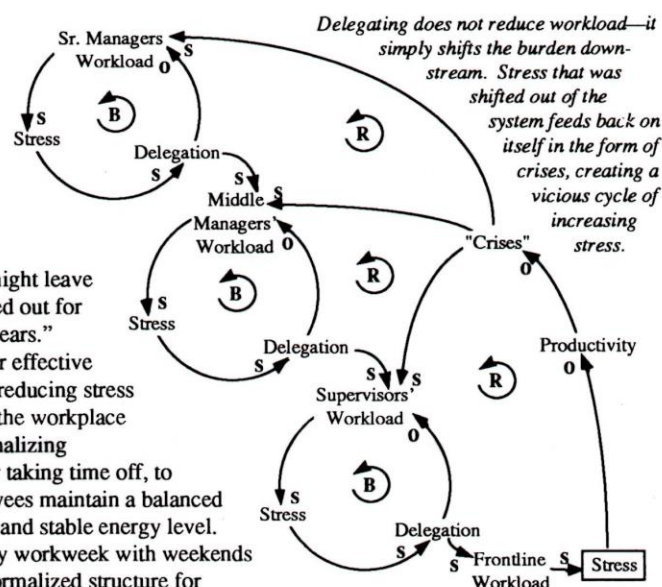 Delegating does not reduce workload—it
simply shifts the burden down-
stream. Stress that was
shifted out of the
system feeds back on
itself in the form of
crises, creating a
vicious cycle of
increasing
stress.
Sr. Managers
Workload
s
o
B
s
Stress
Delegation
s
R
s
s
Middle
Managers'
Workload
o
"Crises"
o
B
R
s
Stress
Delegation
s
Productivity
o
s
s
R
Supervisors'
Workload
o
B
s
Stress
Delegation
s
s
Frontline
Workload
s
Stress
ight leave
ed out for
ears."
r effective
reducing stress
the workplace
nalizing
r taking time off, to
yees maintain a balanced
and stable energy level.
y workweek with weekends
ormalized structure for